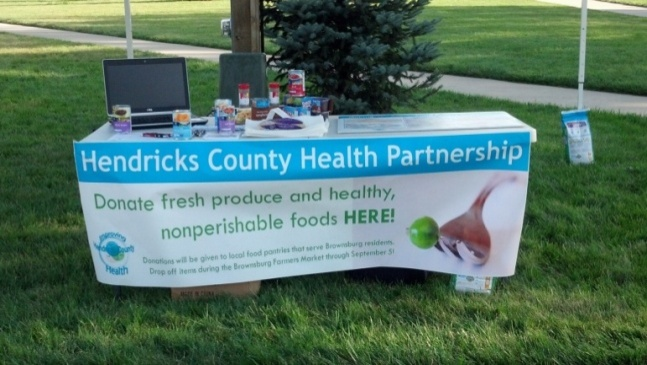 Hendricks County Health Partnership
Donate fresh produce and healthy,
nonperishable foods HERE!
Donations will be given to local food pantries that serve Brownsburg residents.
Drop off items during the Brownsburg Farmers Market through September 5!
Health